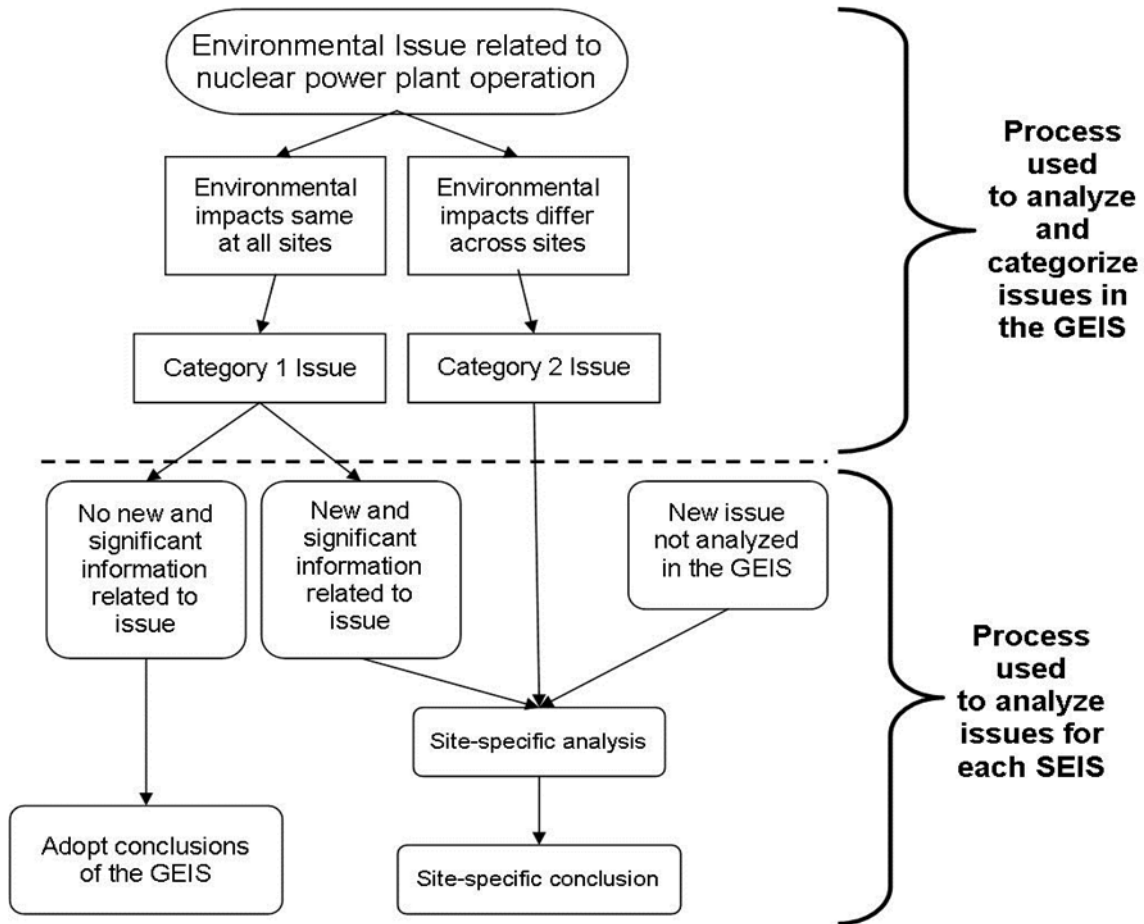 Environmental Issue related to
nuclear power plant operation
Environmental
impacts same
at all sites
Environmental
impacts differ
across sites
Process
used
to analyze
and
categorize
issues in
the GEIS
Category 1 Issue
Category 2 Issue
No new and
significant
information
related to
issue
New and
significant
information
related to
issue
New issue
not analyzed
in the GEIS
Process
used
to analyze
issues for
each SEIS
Site-specific analysis
Adopt conclusions
of the GEIS
Site-specific conclusion